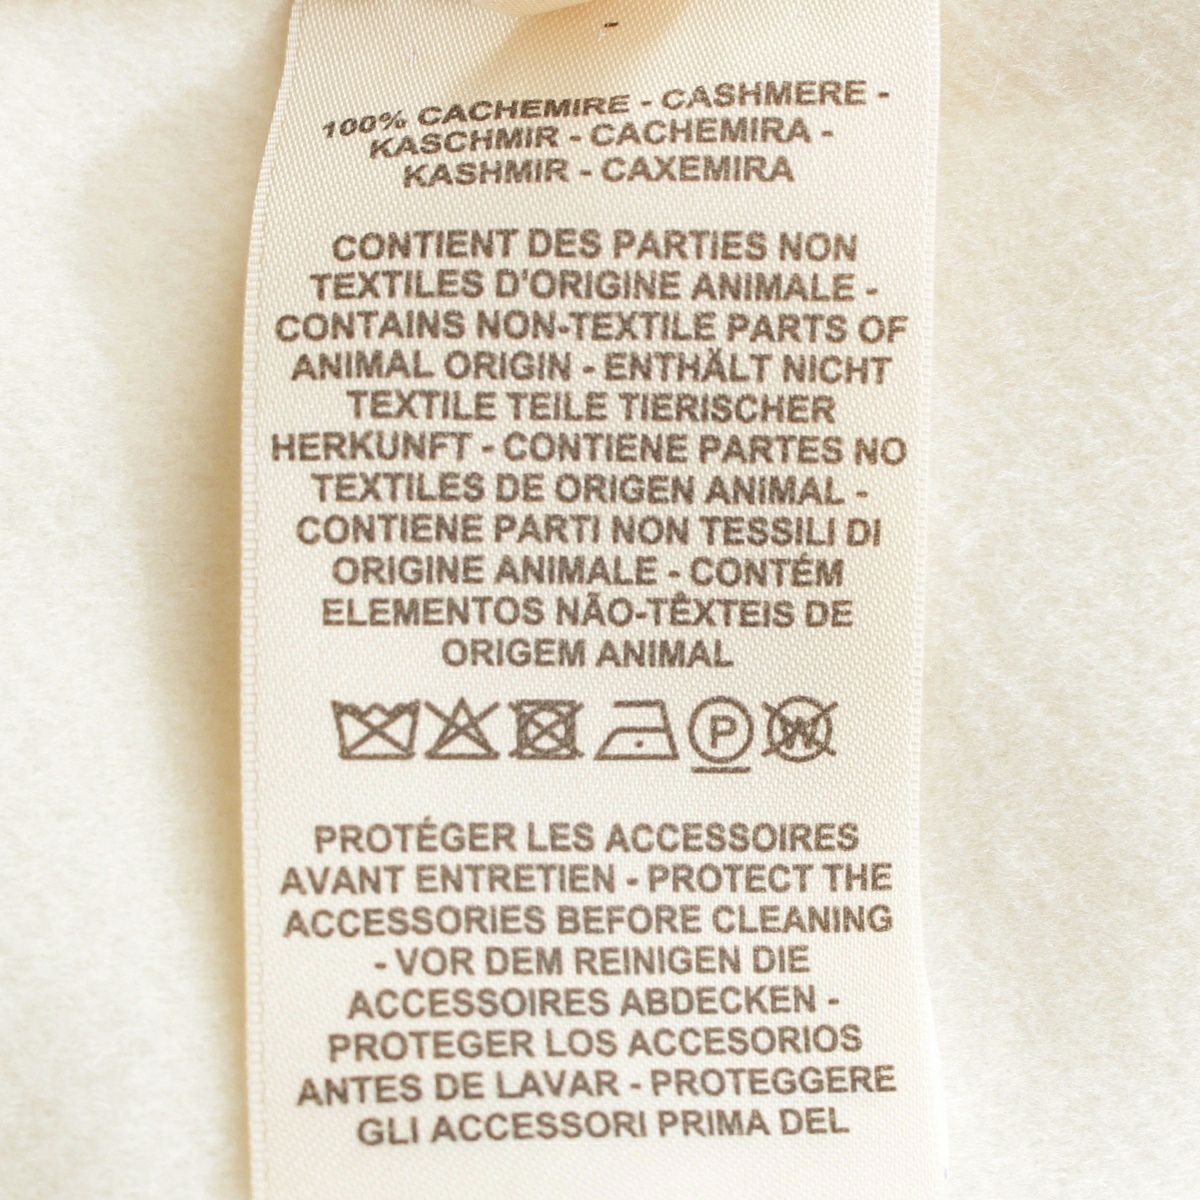 100% CACHEMIRE - CASHMERE -
KASCHMIR - CACHEMIRA -
KASHMIR - CAXEMIRA
CONTIENT DES PARTIES NON
TEXTILES D'ORIGINE ANIMALE -
CONTAINS NON-TEXTILE PARTS OF
ANIMAL ORIGIN - ENTHÄLT NICHT
TEXTILE TEILE TIERISCHER
HERKUNFT - CONTIENE PARTES NO
TEXTILES DE ORIGEN ANIMAL -
CONTIENE PARTI NON TESSILI DI
ORIGINE ANIMALE - CONTÉM
ELEMENTOS NÃO-TÊXTEIS DE
ORIGEM ANIMAL
P W
PROTÉGER LES ACCESSOIRES
AVANT ENTRETIEN - PROTECT THE
ACCESSORIES BEFORE CLEANING
- VOR DEM REINIGEN DIE
ACCESSOIRES ABDECKEN -
PROTEGER LOS ACCESORIOS
ANTES DE LAVAR - PROTEGGERE
GLI ACCESSORI PRIMA DEL